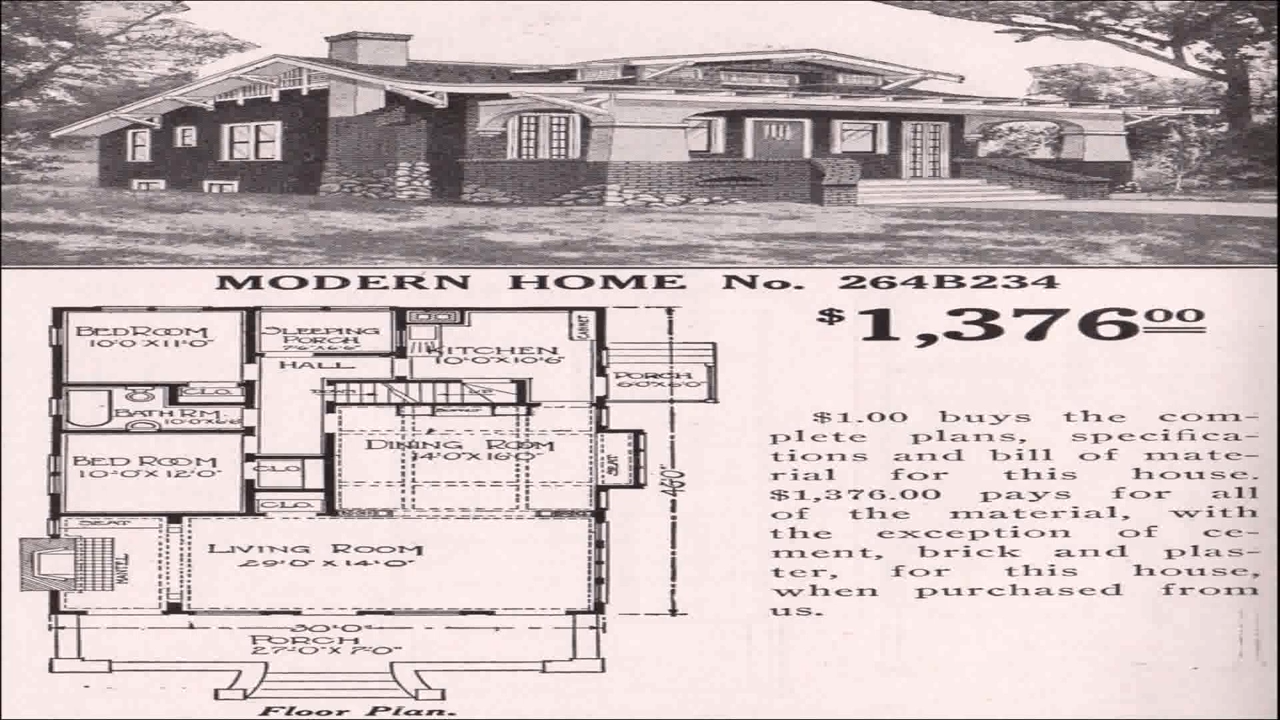 MODERN HOME No. 264B234
$1,376 00
BED ROOM
10'0" X 11'0"
SLEEPING
PORCH
KITCHEN
10'0" X 10'6"
CABINET
HALL
PORCH
CLO.
BATH RM.
DINING ROOM
14'0" X 16'0"
SEAT
BED ROOM
CLO.
CLO.
SEAT
MANTEL
LIVING ROOM
29'0" X 14'0"
30'0"
PORCH
27'0" X 7'0"
Floor Plan.
$1.00 buys the com-
plete plans, specifica-
tions and bill of mate-
rial for this house.
$1,376.00 pays for all
of the material, with
the exception of ce-
ment, brick and plas-
ter, for this house,
when purchased from
us.